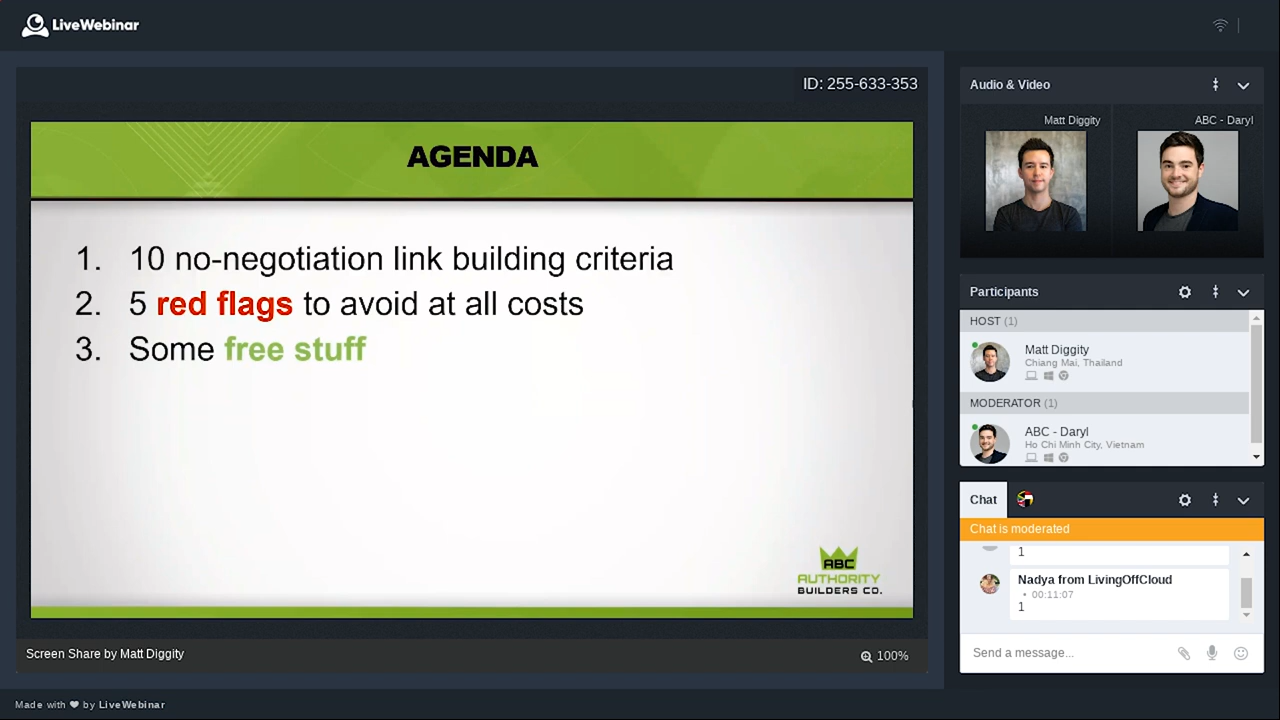 LiveWebinar
ID: 255-633-353
AGENDA
1. 10 no-negotiation link building criteria
2. 5 red flags to avoid at all costs
3. Some free stuff
ABC
AUTHORITY
BUILDERS CO.
Screen Share by Matt Diggity
100%
Audio & Video
Matt Diggity
ABC - Daryl
Participants
HOST (1)
Matt Diggity
Chiang Mai, Thailand
MODERATOR (1)
ABC - Daryl
Ho Chi Minh City, Vietnam
Chat
Chat is moderated
1
Nadya from LivingOffCloud
• 00:11:07
1
Send a message...
Made with ❤ by LiveWebinar